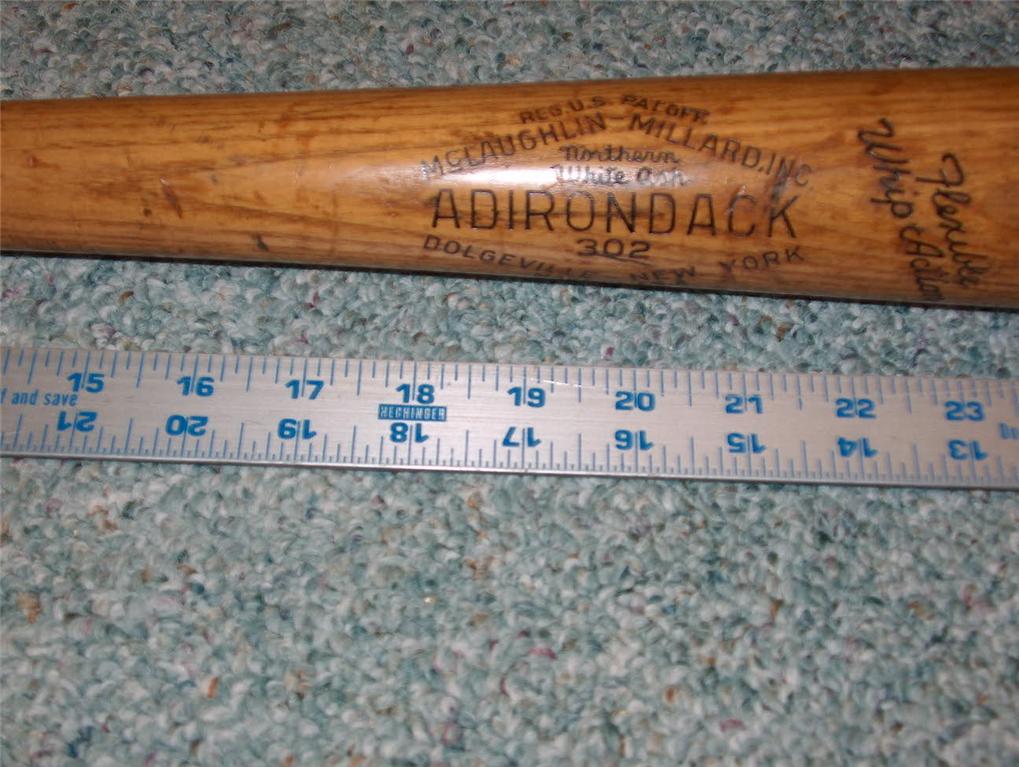 REG U.S. PAT OFF.
MCLAUGHLIN-MILLARD, INC.
Northern
White Ash
ADIRONDACK
302
DOLGEVILLE NEW YORK
Flexible
Whip Action
f and save
15 16 17 18 19 20 21 22 23
HECHINGER
21 20 19 18 17 16 15 14 13